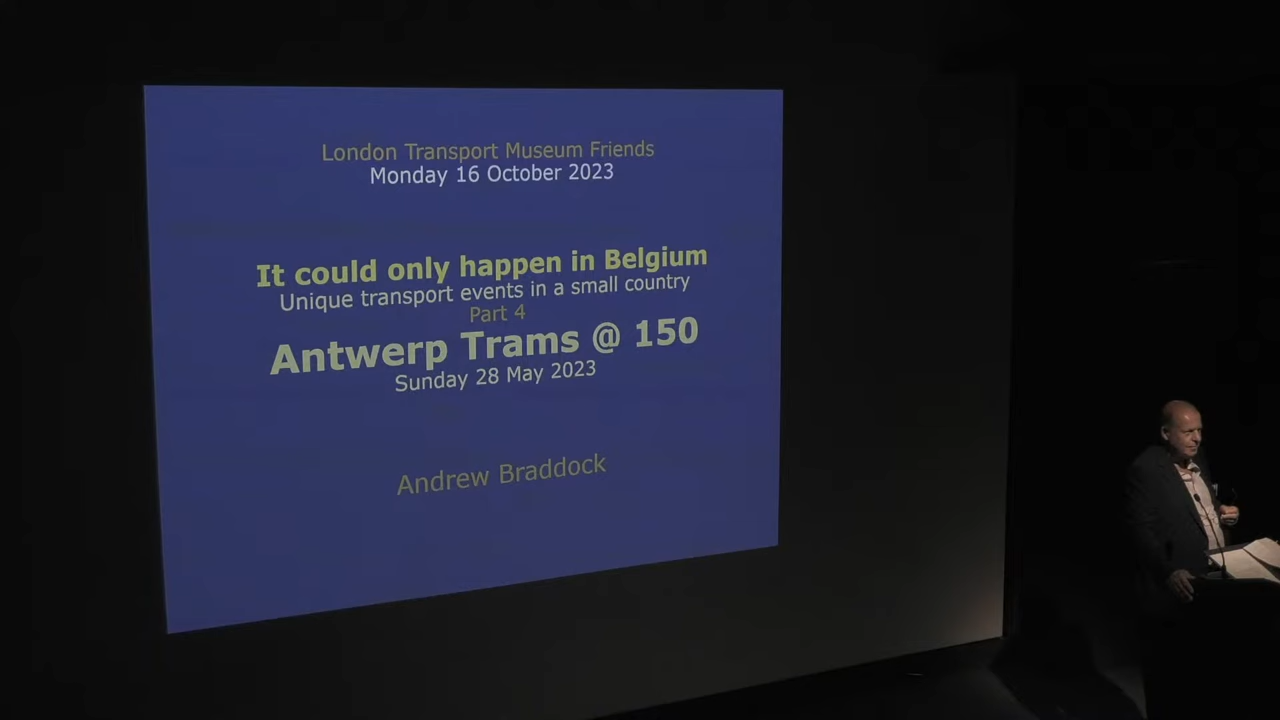 London Transport Museum Friends
Monday 16 October 2023
It could only happen in Belgium
Unique transport events in a small country
Part 4
Antwerp Trams @ 150
Sunday 28 May 2023
Andrew Braddock